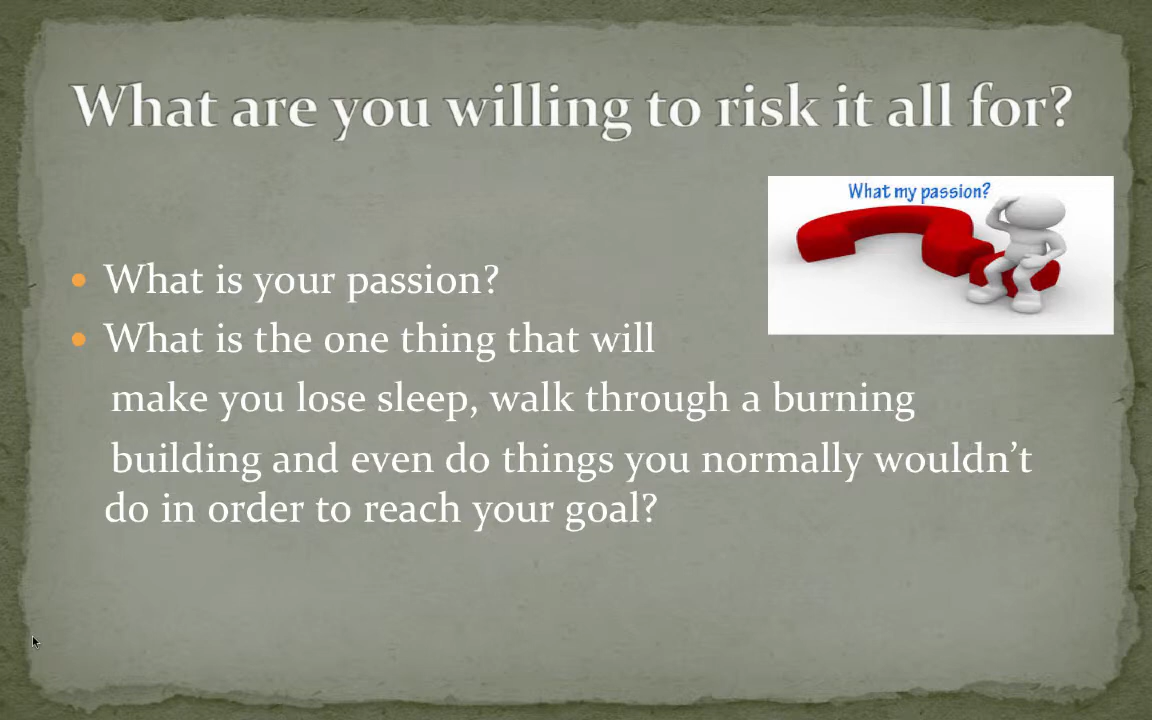 What are you willing to risk it all for?
What my passion?
• What is your passion?
• What is the one thing that will
make you lose sleep, walk through a burning
building and even do things you normally wouldn’t
do in order to reach your goal?